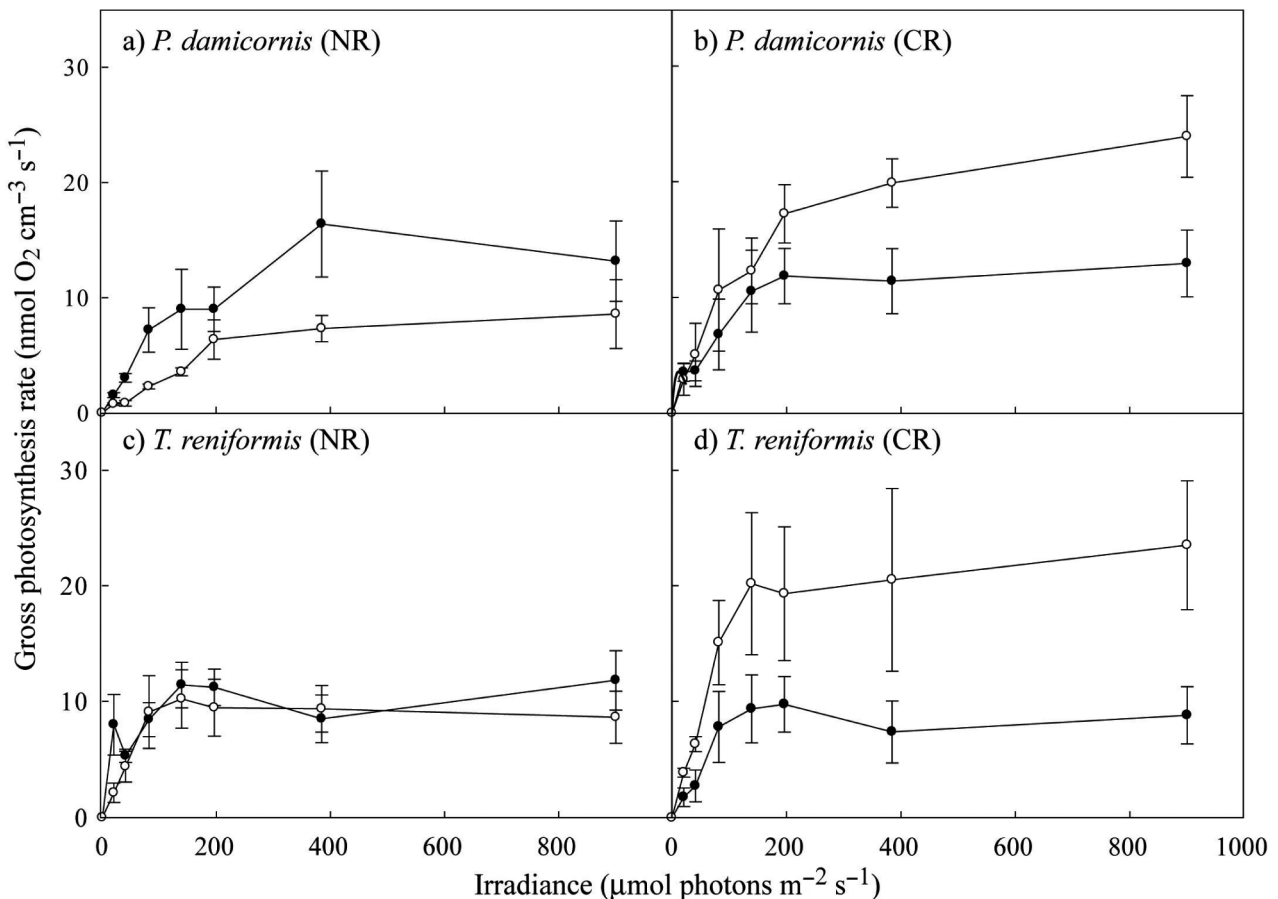 a) P. damicornis (NR)
b) P. damicornis (CR)
30
20
10
0
c) T. reniformis (NR)
d) T. reniformis (CR)
30
20
10
0
0 200 400 600 800 0 200 400 600 800 1000
Gross photosynthesis rate (nmol O₂ cm⁻³ s⁻¹)
Irradiance (μmol photons m⁻² s⁻¹)